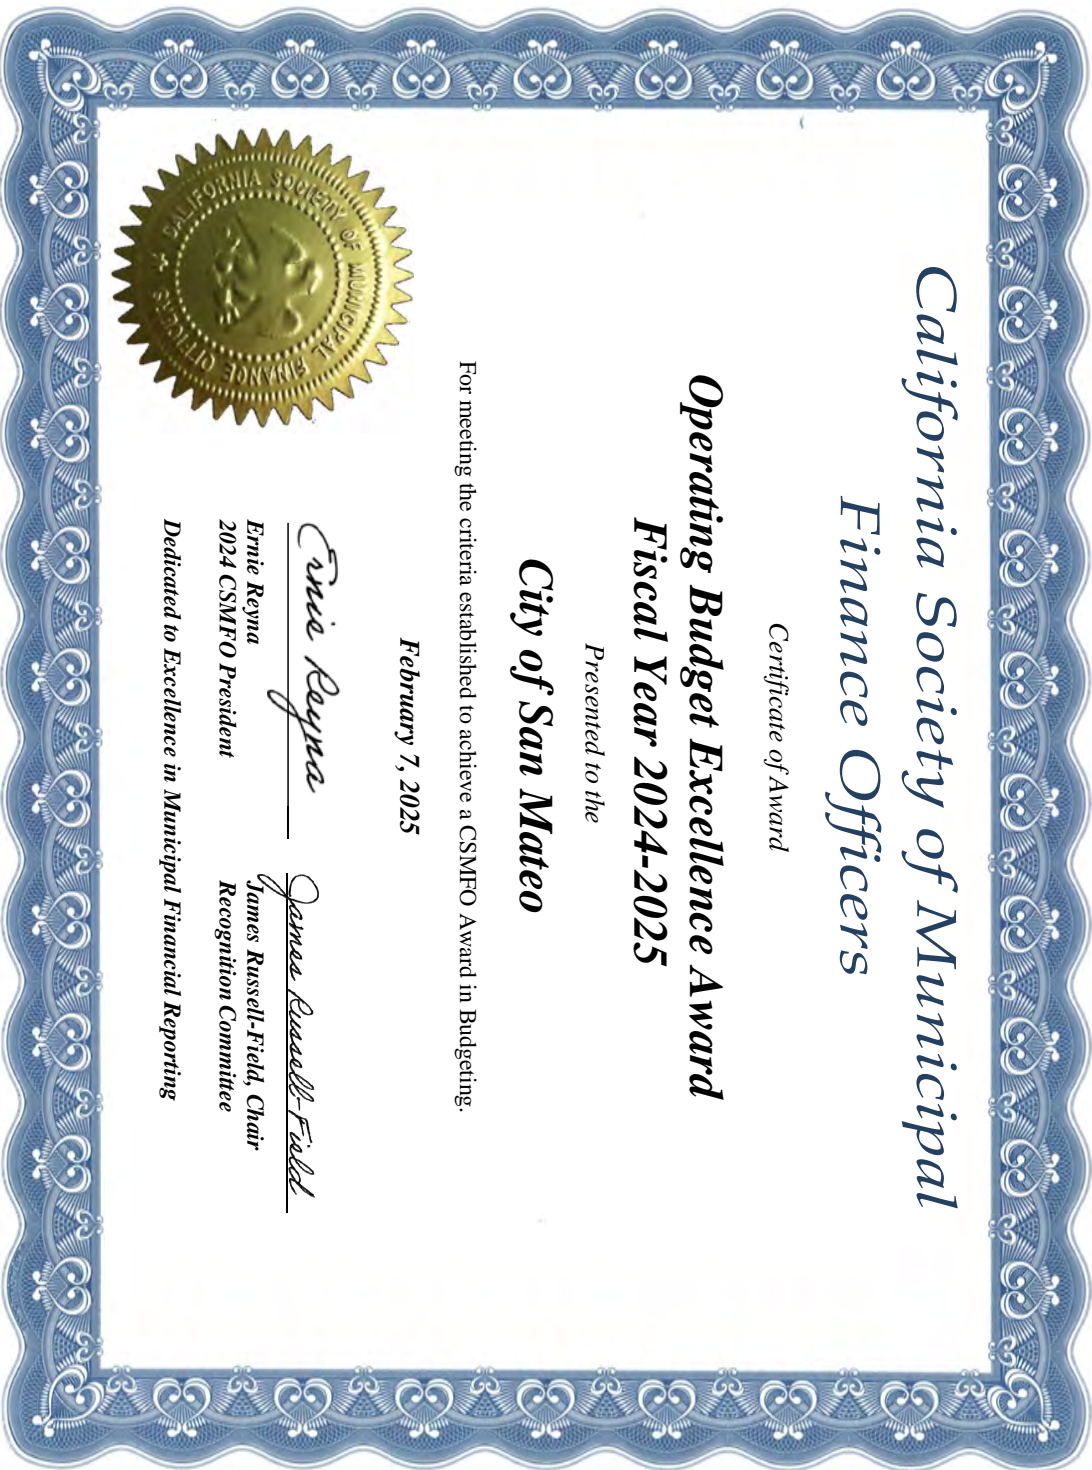 California Society of Municipal
Finance Officers
Certificate of Award
Operating Budget Excellence Award
Fiscal Year 2024-2025
Presented to the
City of San Mateo
For meeting the criteria established to achieve a CSMFO Award in Budgeting.
February 7, 2025
Ernie Reyna
James Russell-Field
Ernie Reyna
2024 CSMFO President
James Russell-Field, Chair
Recognition Committee
Dedicated to Excellence in Municipal Financial Reporting
CALIFORNIA SOCIETY OF MUNICIPAL FINANCE OFFICERS